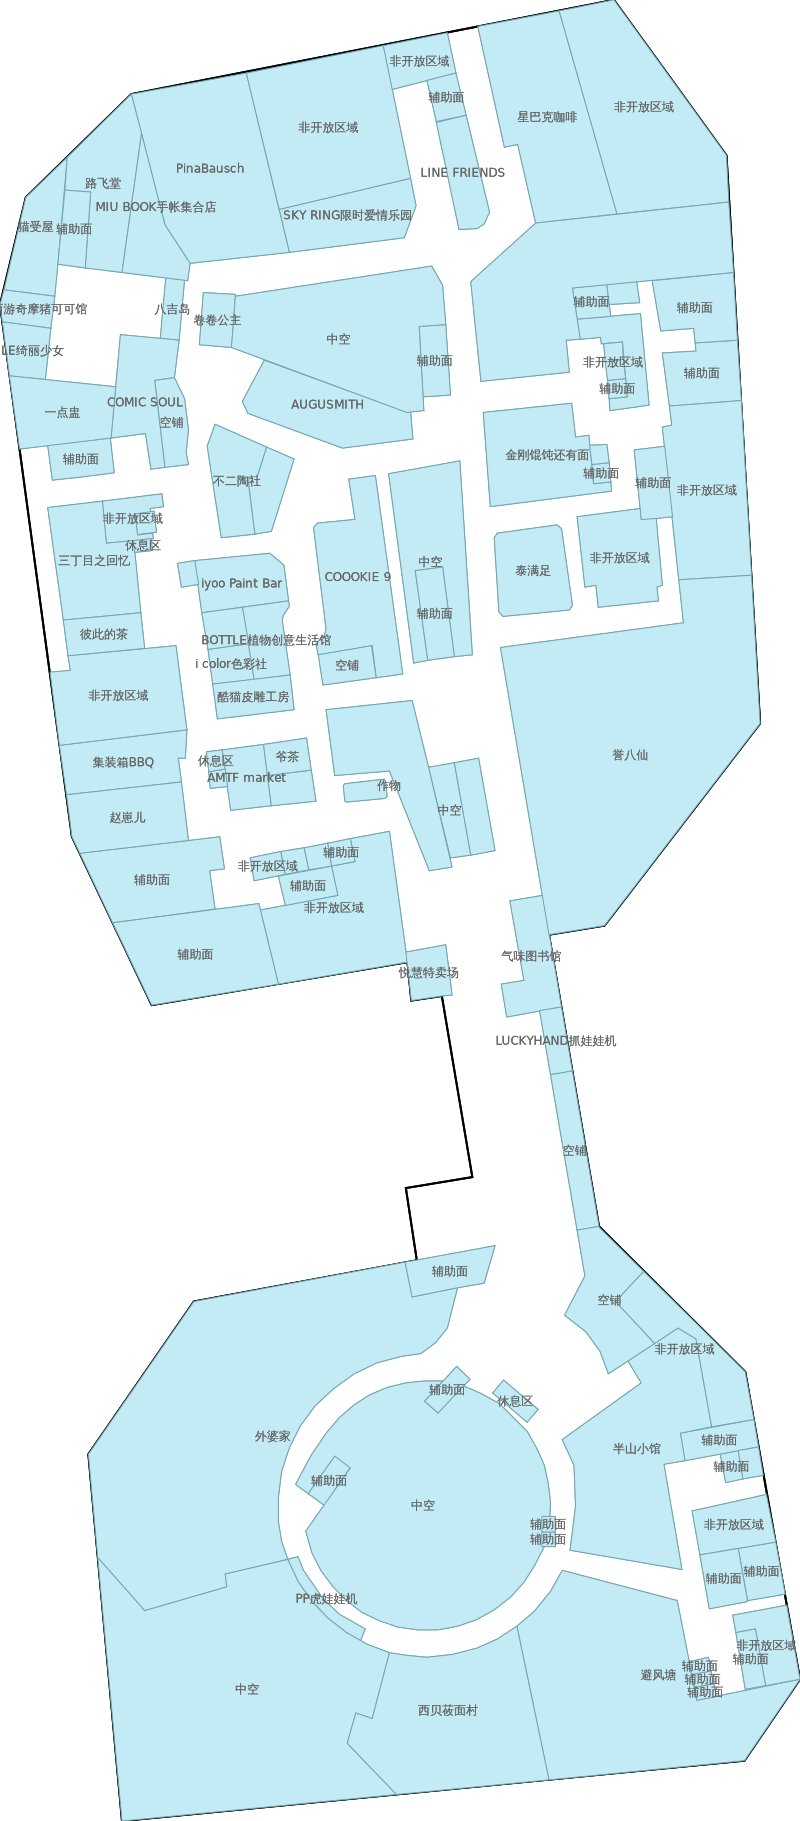 非开放区域
辅助面
非开放区域
星巴克咖啡
非开放区域
PinaBausch
LINE FRIENDS
路飞堂
MIU BOOK手帐集合店
SKY RING限时爱情乐园
猫受屋
辅助面
西游奇摩猪可可馆
八吉岛
卷卷公主
中空
辅助面
辅助面
LE绮丽少女
辅助面
非开放区域
辅助面
辅助面
一点盅
COMIC SOUL
空铺
AUGUSMITH
辅助面
金刚馄饨还有面
辅助面
辅助面
非开放区域
不二陶社
非开放区域
休息区
三丁目之回忆
中空
泰满足
非开放区域
iyoo Paint Bar
COOOKIE 9
辅助面
彼此的茶
BOTTLE植物创意生活馆
i color色彩社
空铺
非开放区域
酷猫皮雕工房
集装箱BBQ
休息区
爷茶
AMTF market
作物
中空
誉八仙
赵崽儿
辅助面
非开放区域
辅助面
辅助面
非开放区域
辅助面
悦慧特卖场
气味图书馆
LUCKYHAND抓娃娃机
空铺
辅助面
空铺
非开放区域
辅助面
休息区
外婆家
半山小馆
辅助面
辅助面
辅助面
中空
辅助面
辅助面
非开放区域
辅助面
辅助面
PP虎娃娃机
非开放区域
辅助面
避风塘
辅助面
辅助面
辅助面
中空
西贝莜面村